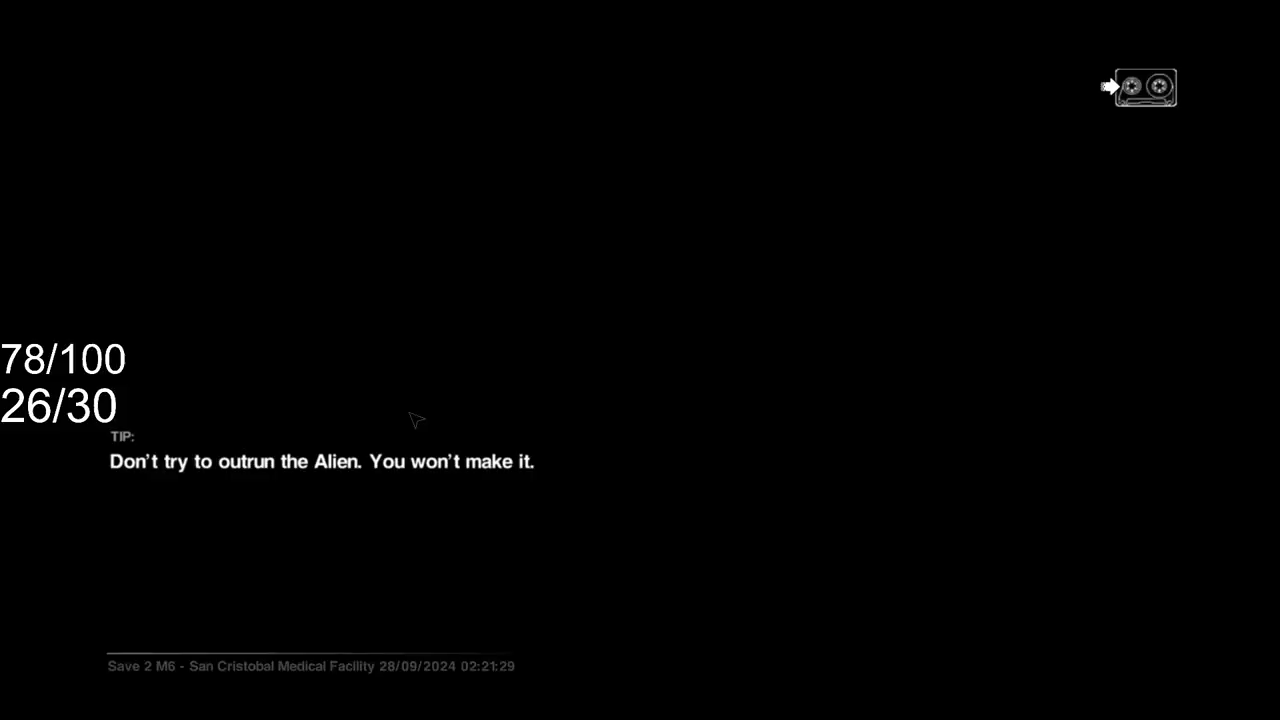 78/100
26/30
TIP:
Don't try to outrun the Alien. You won't make it.
Save 2 M6 - San Cristobal Medical Facility 28/09/2024 02:21:29